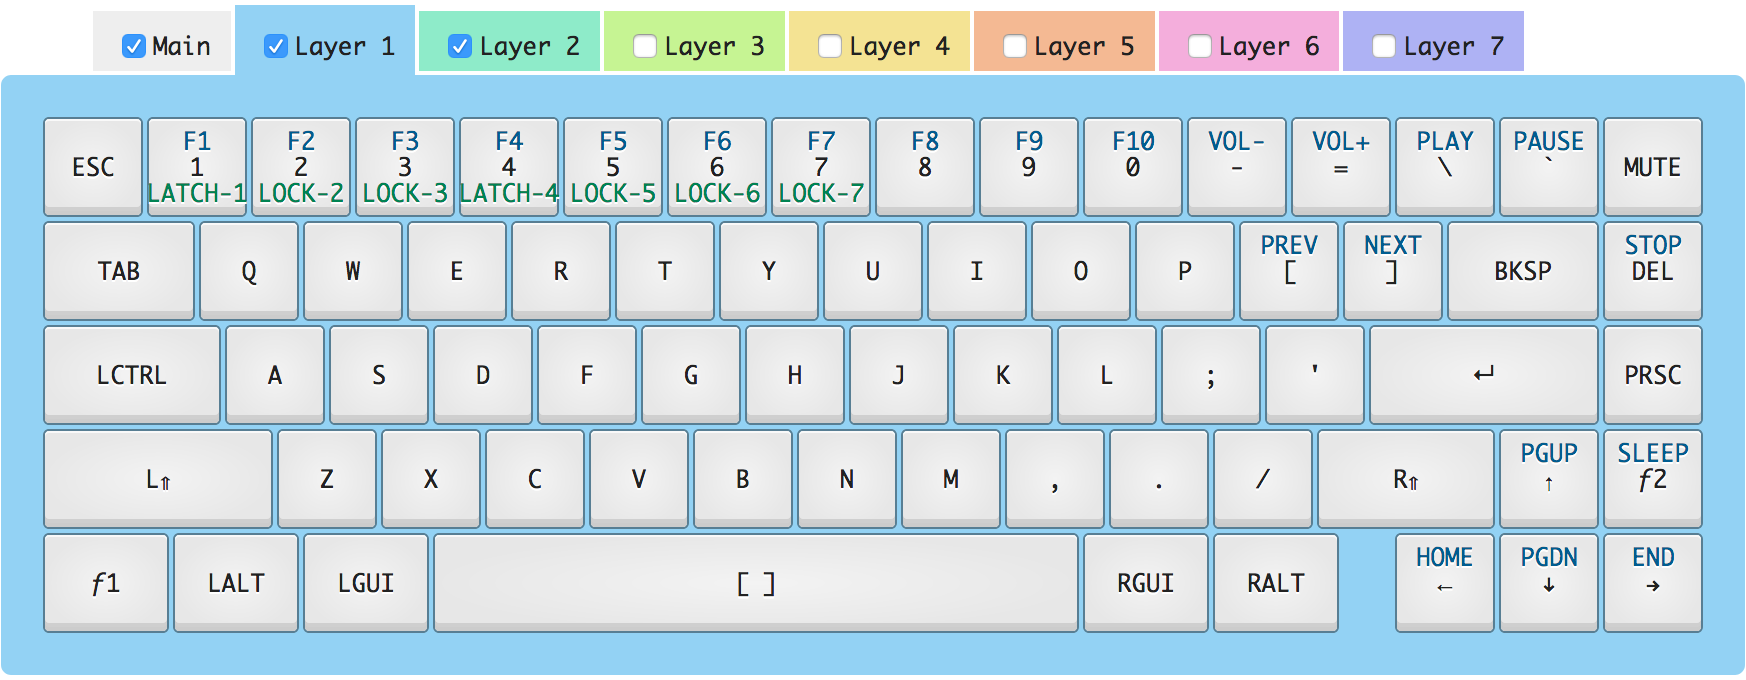 Main Layer 1 Layer 2 Layer 3 Layer 4 Layer 5 Layer 6 Layer 7
F1 F2 F3 F4 F5 F6 F7 F8 F9 F10 VOL- VOL+ PLAY PAUSE
ESC 1 2 3 4 5 6 7 8 9 0 - = \ ` MUTE
LATCH-1 LOCK-2 LOCK-3 LATCH-4 LOCK-5 LOCK-6 LOCK-7
PREV NEXT STOP
TAB Q W E R T Y U I O P [ ] BKSP DEL
LCTRL A S D F G H J K L ; ' ↵ PRSC
PGUP SLEEP
L⇑ Z X C V B N M , . / R⇑ ↑ ƒ2
HOME PGDN END
ƒ1 LALT LGUI [ ] RGUI RALT ← ↓ →